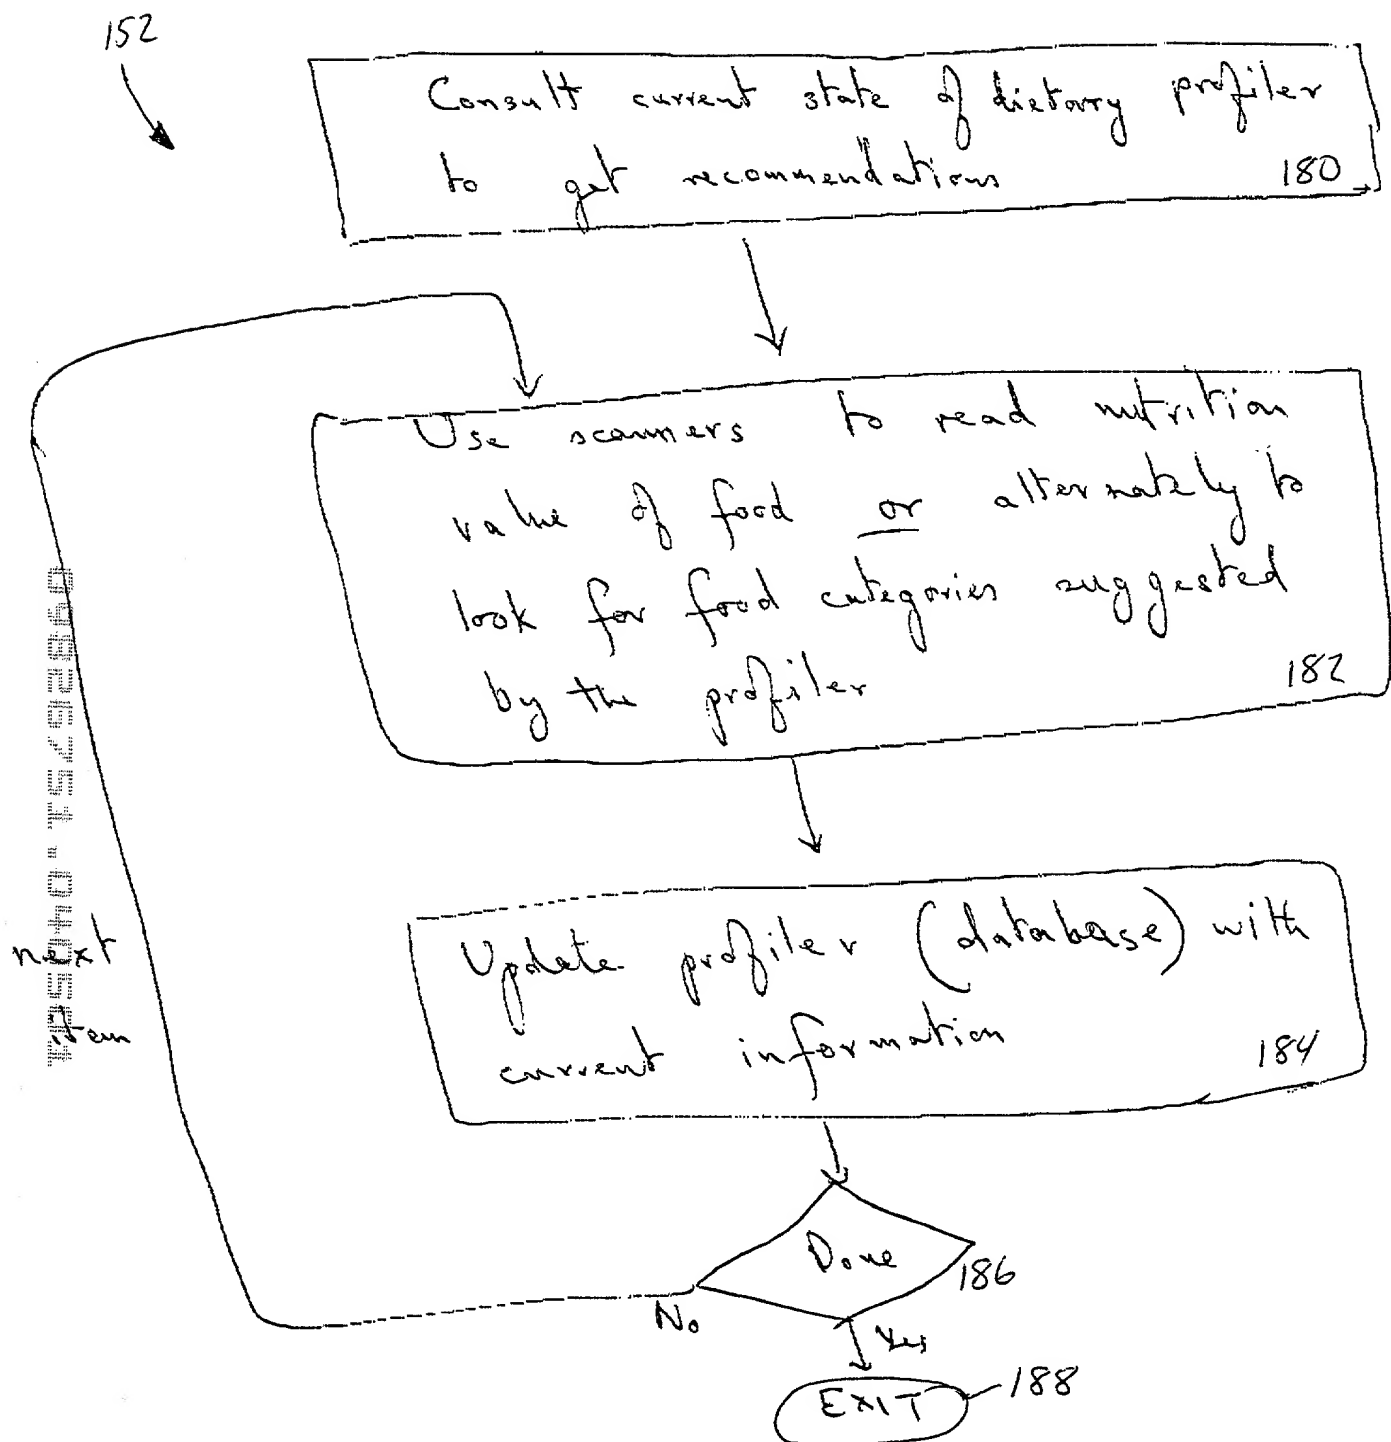 152
Consult current state of dietary profiler
to get recommendations 180
Use scanners to read nutrition
value of food or alternately to
look for food categories suggested
by the profiler 182
Update profiler (database) with
current information 184
next
item
Done
186
No
Yes
EXIT
188